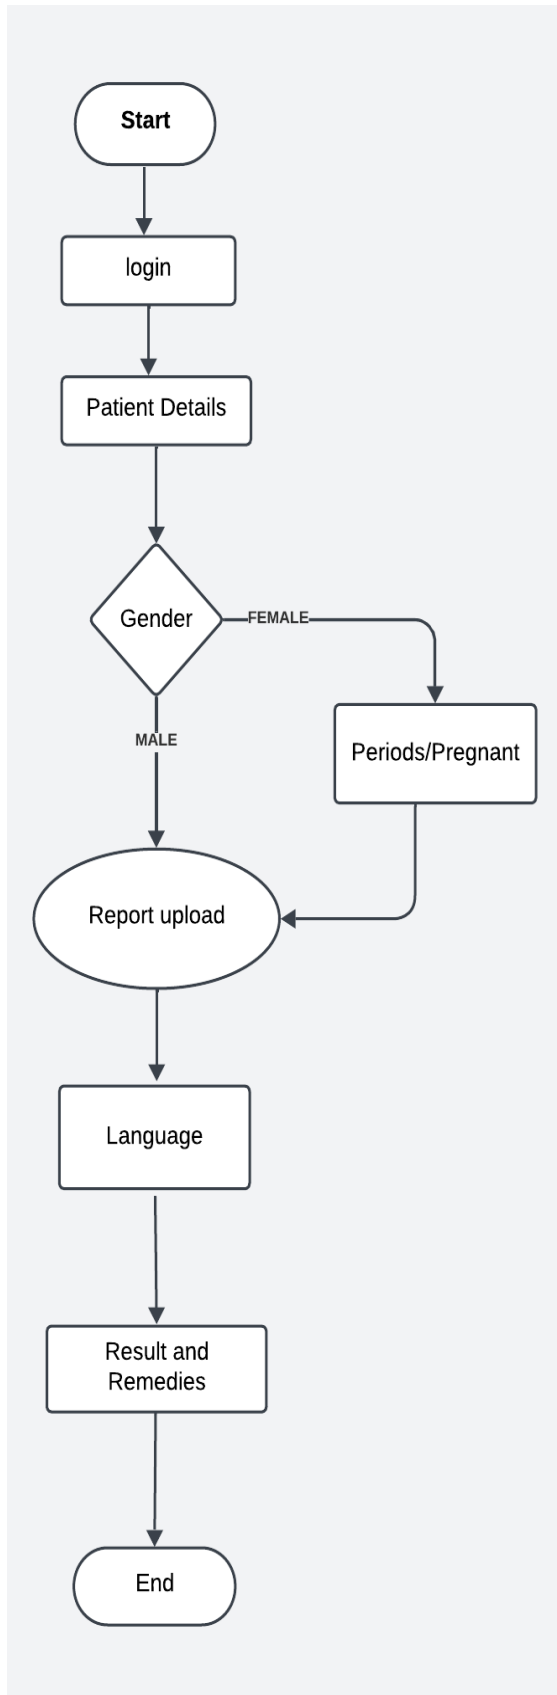 Start
login
Patient Details
Gender
FEMALE
MALE
Periods/Pregnant
Report upload
Language
Result and
Remedies
End